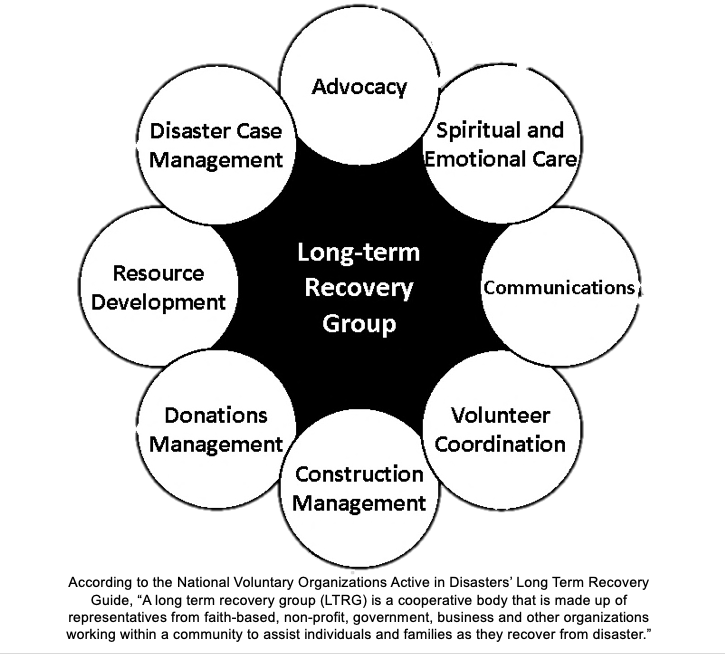 Advocacy
Spiritual and
Emotional Care
Disaster Case
Management
Long-term
Recovery
Group
Resource
Development
Communications
Donations
Management
Volunteer
Coordination
Construction
Management
According to the National Voluntary Organizations Active in Disasters’ Long Term Recovery
Guide, “A long term recovery group (LTRG) is a cooperative body that is made up of
representatives from faith-based, non-profit, government, business and other organizations
working within a community to assist individuals and families as they recover from disaster.”